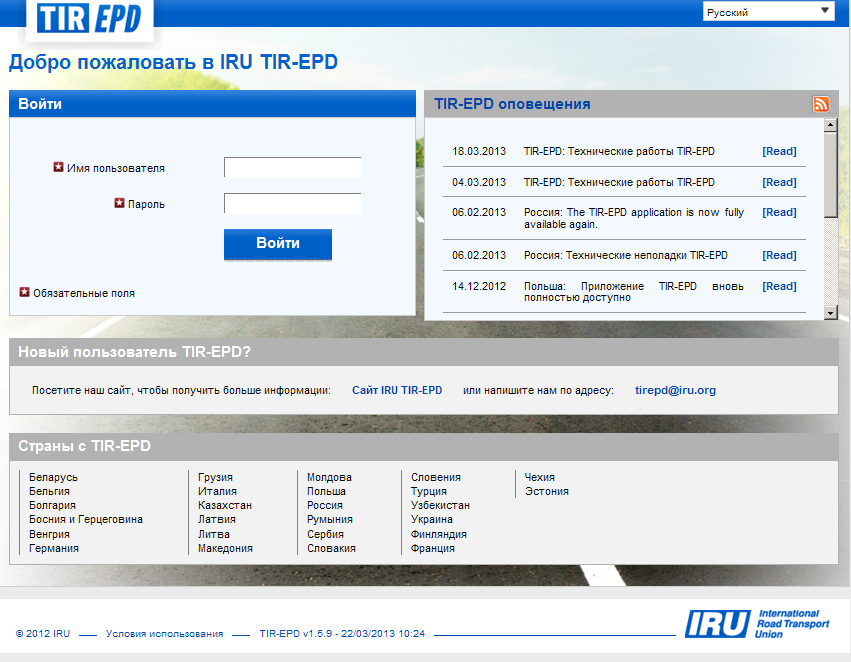 TIR EPD
Русский
Добро пожаловать в IRU TIR-EPD
Войти
Имя пользователя
Пароль
Войти
Обязательные поля
TIR-EPD оповещения
18.03.2013 TIR-EPD: Технические работы TIR-EPD [Read]
04.03.2013 TIR-EPD: Технические работы TIR-EPD [Read]
06.02.2013 Россия: The TIR-EPD application is now fully [Read]
available again.
06.02.2013 Россия: Технические неполадки TIR-EPD [Read]
14.12.2012 Польша: Приложение TIR-EPD вновь [Read]
полностью доступно
Новый пользователь TIR-EPD?
Посетите наш сайт, чтобы получить больше информации: Сайт IRU TIR-EPD или напишите нам по адресу: tirepd@iru.org
Страны с TIR-EPD
Беларусь
Бельгия
Болгария
Босния и Герцеговина
Венгрия
Германия
Грузия
Италия
Казахстан
Латвия
Литва
Македония
Молдова
Польша
Россия
Румыния
Сербия
Словакия
Словения
Турция
Узбекистан
Украина
Финляндия
Франция
Чехия
Эстония
© 2012 IRU Условия использования TIR-EPD v1.5.9 - 22/03/2013 10:24
IRU
International
Road Transport
Union